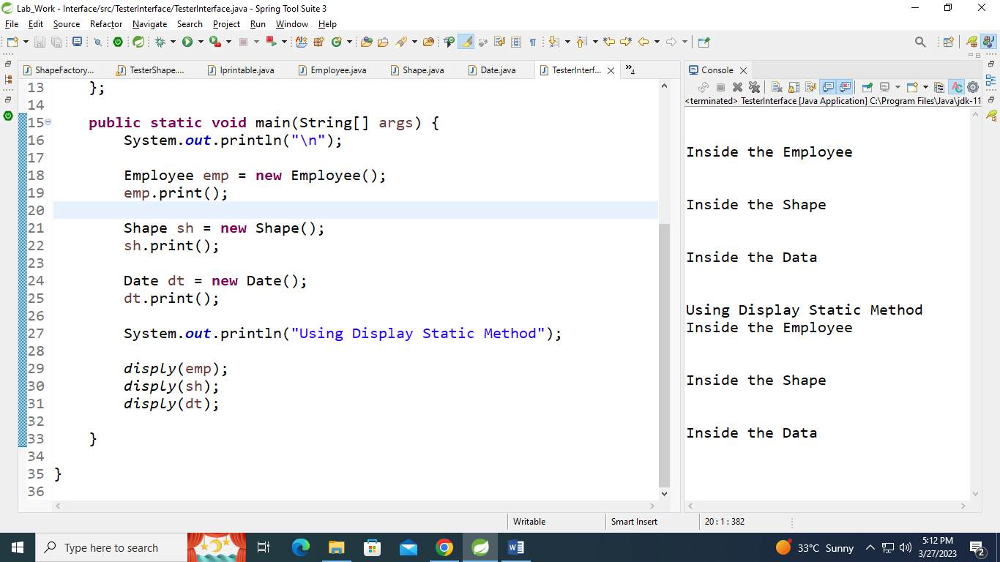 Lab_Work - Interface/src/TesterInterface/TesterInterface.java - Spring Tool Suite 3
File Edit Source Refactor Navigate Search Project Run Window Help
ShapeFactory... TesterShape.... Iprintable.java Employee.java Shape.java Date.java TesterInterf... »4
13 };
14
15 public static void main(String[] args) {
16 System.out.println("\n");
17
18 Employee emp = new Employee();
19 emp.print();
20
21 Shape sh = new Shape();
22 sh.print();
23
24 Date dt = new Date();
25 dt.print();
26
27 System.out.println("Using Display Static Method");
28
29 disply(emp);
30 disply(sh);
31 disply(dt);
32
33 }
34
35 }
36
Console
<terminated> TesterInterface [Java Application] C:\Program Files\Java\jdk-11
Inside the Employee
Inside the Shape
Inside the Data
Using Display Static Method
Inside the Employee
Inside the Shape
Inside the Data
Writable Smart Insert 20 : 1 : 382
Type here to search
33°C Sunny
5:12 PM
3/27/2023
2